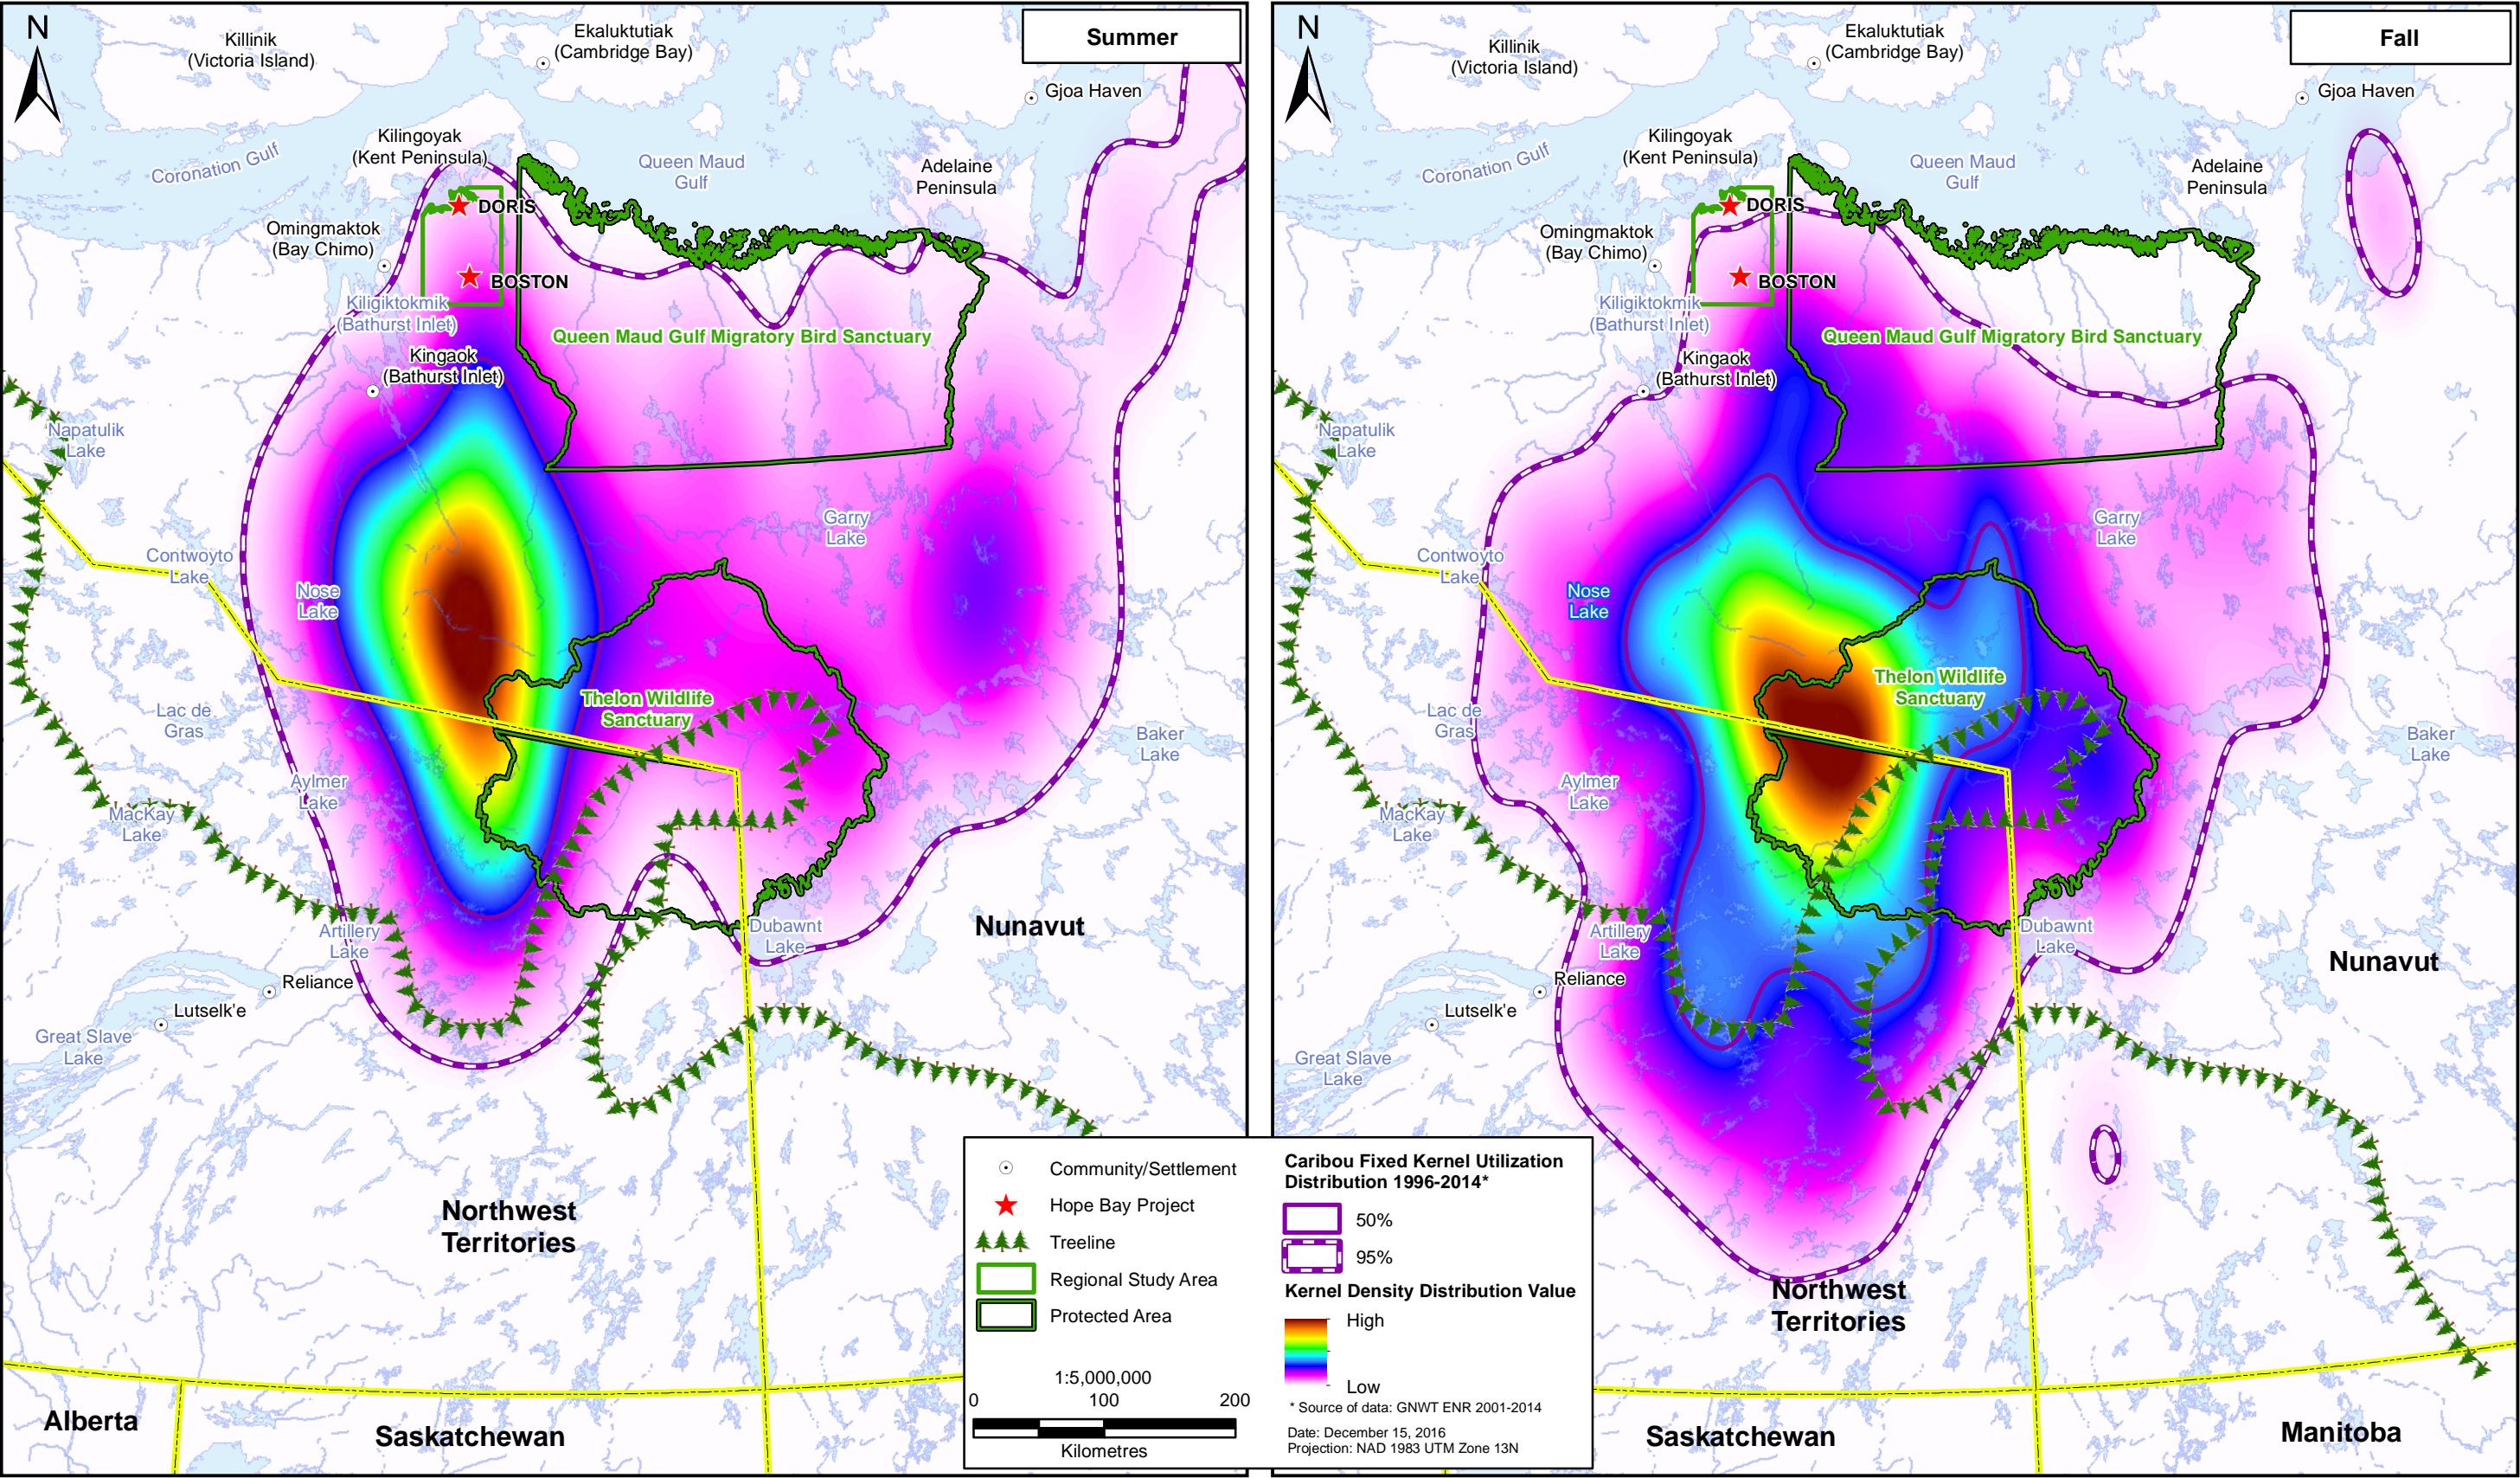 N
Summer
Killinik
(Victoria Island)
Ekaluktutiak
(Cambridge Bay)
Gjoa Haven
Kilingoyak
(Kent Peninsula)
Coronation Gulf
Queen Maud
Gulf
Adelaine
Peninsula
DORIS
Omingmaktok
(Bay Chimo)
BOSTON
Kiligiktokmik
(Bathurst Inlet)
Queen Maud Gulf Migratory Bird Sanctuary
Kingaok
(Bathurst Inlet)
Napatulik
Lake
Garry
Lake
Contwoyto
Lake
Nose
Lake
Thelon Wildlife
Sanctuary
Lac de
Gras
Baker
Lake
Aylmer
Lake
MacKay
Lake
Artillery
Lake
Dubawnt
Lake
Nunavut
Reliance
Lutselk'e
Great Slave
Lake
Northwest
Territories
Alberta
Saskatchewan
N
Fall
Killinik
(Victoria Island)
Ekaluktutiak
(Cambridge Bay)
Gjoa Haven
Kilingoyak
(Kent Peninsula)
Coronation Gulf
Queen Maud
Gulf
Adelaine
Peninsula
DORIS
Omingmaktok
(Bay Chimo)
BOSTON
Kiligiktokmik
(Bathurst Inlet)
Queen Maud Gulf Migratory Bird Sanctuary
Kingaok
(Bathurst Inlet)
Napatulik
Lake
Garry
Lake
Contwoyto
Lake
Nose
Lake
Thelon Wildlife
Sanctuary
Lac de
Gras
Baker
Lake
Aylmer
Lake
MacKay
Lake
Artillery
Lake
Dubawnt
Lake
Nunavut
Reliance
Lutselk'e
Great Slave
Lake
Northwest
Territories
Saskatchewan
Manitoba
Community/Settlement
Hope Bay Project
Treeline
Regional Study Area
Protected Area
1:5,000,000
0 100 200
Kilometres
Caribou Fixed Kernel Utilization
Distribution 1996-2014*
50%
95%
Kernel Density Distribution Value
High
Low
* Source of data: GNWT ENR 2001-2014
Date: December 15, 2016
Projection: NAD 1983 UTM Zone 13N